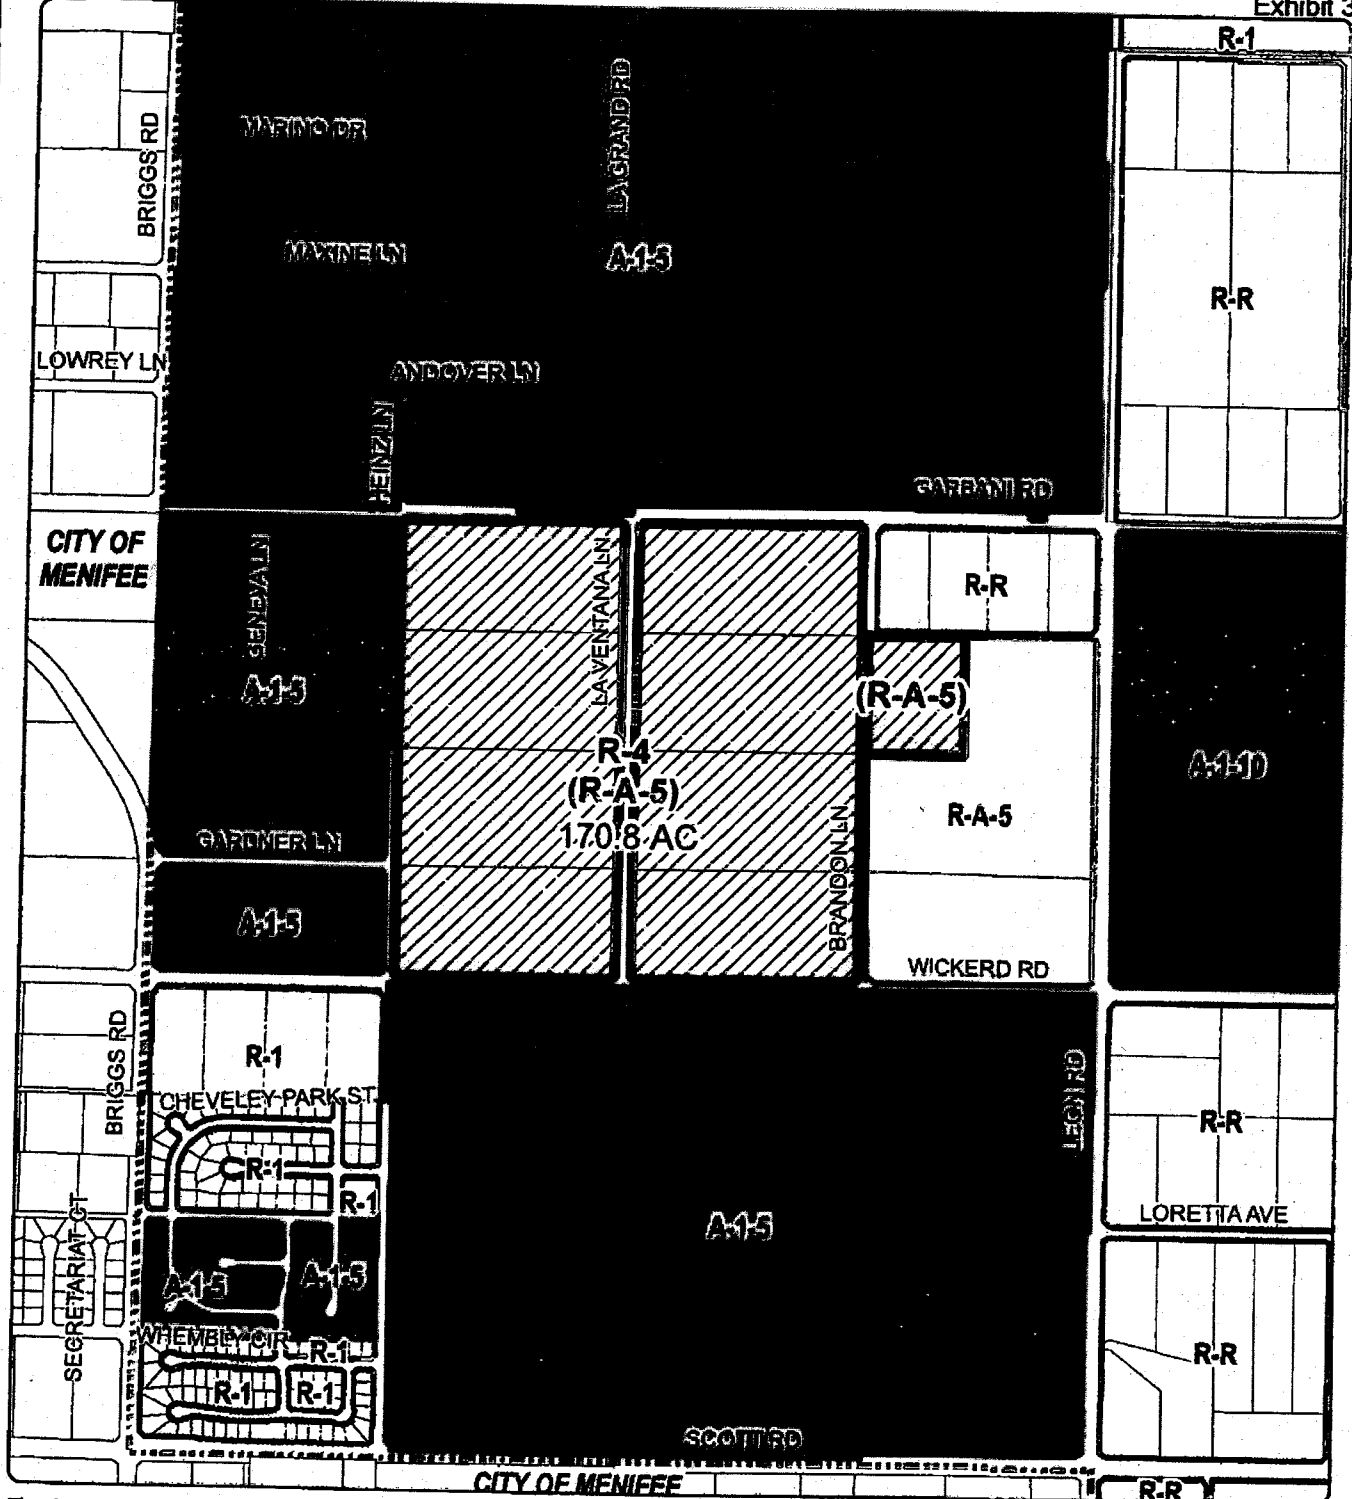 Exhibit 3
R-1
MARINO DR
LA GRAND RD
BRIGGS RD
MAXINE LN
A-1-5
R-R
LOWREY LN
ANDOVER LN
HEINZ LN
GARBANI RD
CITY OF
MENIFEE
GENEVA LN
LA VENTANA LN
R-R
A-1-5
(R-A-5)
R-4
(R-A-5)
170.8 AC
A-1-10
R-A-5
GARDNER LN
BRANDON LN
A-1-5
WICKERD RD
R-1
BRIGGS RD
CHEVELEY PARK ST
LEON RD
R-R
R-1
R-1
SECRETARIAT CT
LORETTA AVE
A-1-5
A-1-5
A-1-5
WHEMBLY CIR
R-1
R-R
R-1
R-1
SCOTT RD
CITY OF MENIFEE
R-R